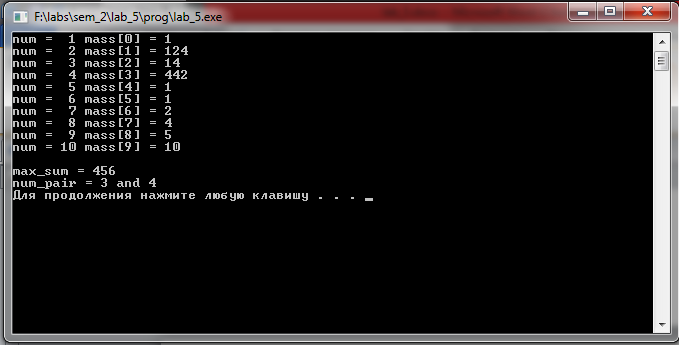 F:\labs\sem_2\lab_5\prog\lab_5.exe
num =  1 mass[0] = 1
num =  2 mass[1] = 124
num =  3 mass[2] = 14
num =  4 mass[3] = 442
num =  5 mass[4] = 1
num =  6 mass[5] = 1
num =  7 mass[6] = 2
num =  8 mass[7] = 4
num =  9 mass[8] = 5
num = 10 mass[9] = 10
max_sum = 456
num_pair = 3 and 4
Для продолжения нажмите любую клавишу . . . _